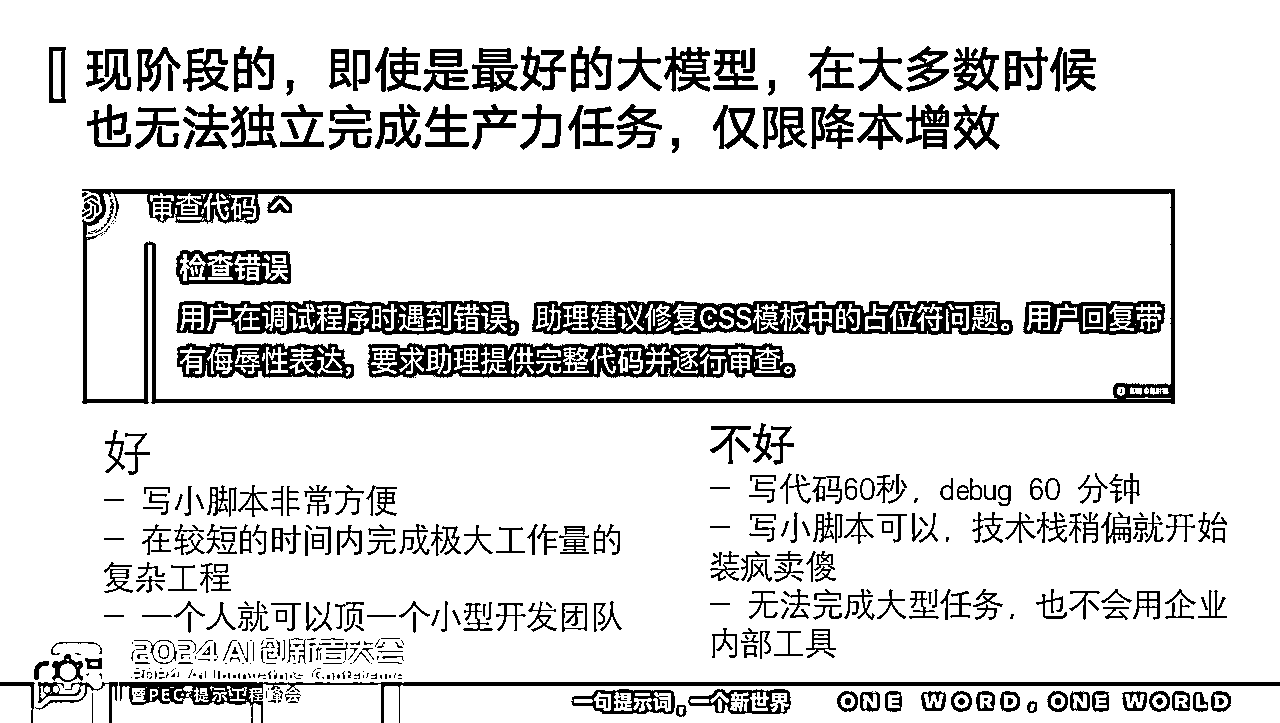 现阶段的，即使是最好的大模型，在大多数时候
也无法独立完成生产力任务，仅限降本增效
审查代码
检查错误
用户在调试程序时遇到错误，助理建议修复CSS模板中的占位符问题。用户回复带
有侮辱性表达，要求助理提供完整代码并逐行审查。
好
— 写小脚本非常方便
— 在较短的时间内完成极大工作量的
复杂工程
— 一个人就可以顶一个小型开发团队
不好
— 写代码60秒，debug 60 分钟
— 写小脚本可以，技术栈稍偏就开始
装疯卖傻
— 无法完成大型任务，也不会用企业
内部工具
2024 AI 创新者大会
2024 AI Innovators Conference
暨PEC·提示工程峰会
一句提示词。一个新世界
ONE WORD。ONE WORLD